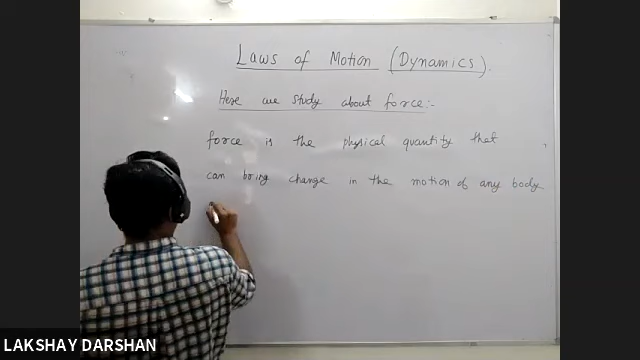 Laws of Motion (Dynamics).
Here we study about force:-
force is the physical quantity that
can bring change in the motion of any body
LAKSHAY DARSHAN